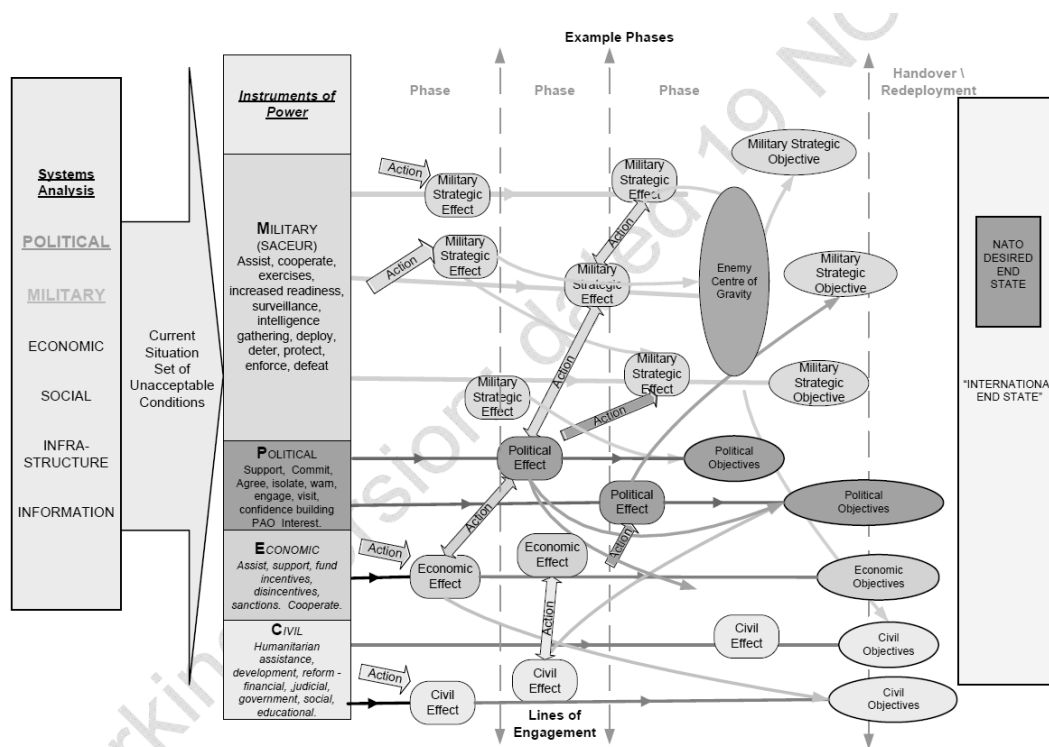 Example Phases
Phase
Phase
Phase
Handover \
Redeployment
Systems
Analysis
POLITICAL
MILITARY
ECONOMIC
SOCIAL
INFRA-
STRUCTURE
INFORMATION
Current
Situation
Set of
Unacceptable
Conditions
Instruments of
Power
MILITARY
(SACEUR)
Assist, cooperate,
exercises,
increased readiness,
surveillance,
intelligence
gathering, deploy,
deter, protect,
enforce, defeat
POLITICAL
Support, Commit,
Agree, isolate, warn,
engage, visit,
confidence building
PAO Interest.
ECONOMIC
Assist, support, fund
incentives,
disincentives,
sanctions. Cooperate.
CIVIL
Humanitarian
assistance,
development, reform -
financial, judicial,
government, social,
educational.
Action
Military
Strategic
Effect
Military
Strategic
Effect
Military Strategic
Objective
Action
Military
Strategic
Effect
Action
Military
Strategic
Effect
Enemy
Centre of
Gravity
Military
Strategic
Objective
Action
Military
Strategic
Effect
Military
Strategic
Effect
Military
Strategic
Objective
Action
Political
Effect
Political
Objectives
Political
Effect
Political
Objectives
Action
Action
Action
Economic
Effect
Economic
Effect
Economic
Objectives
Action
Civil
Effect
Civil
Objectives
Action
Civil
Effect
Civil
Effect
Civil
Objectives
Lines of
Engagement
NATO
DESIRED
END
STATE
"INTERNATIONAL
END STATE"
dated 19